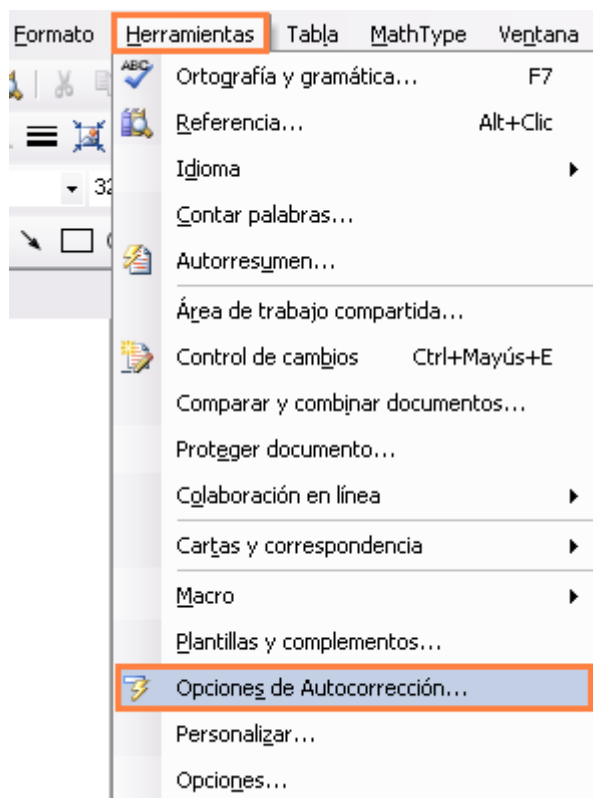 Formato Herramientas Tabla MathType Ventana
ABC Ortografía y gramática... F7
Referencia... Alt+Clic
Idioma
32
Contar palabras...
Autorresumen...
Área de trabajo compartida...
Control de cambios Ctrl+Mayús+E
Comparar y combinar documentos...
Proteger documento...
Colaboración en línea
Cartas y correspondencia
Macro
Plantillas y complementos...
Opciones de Autocorrección...
Personalizar...
Opciones...